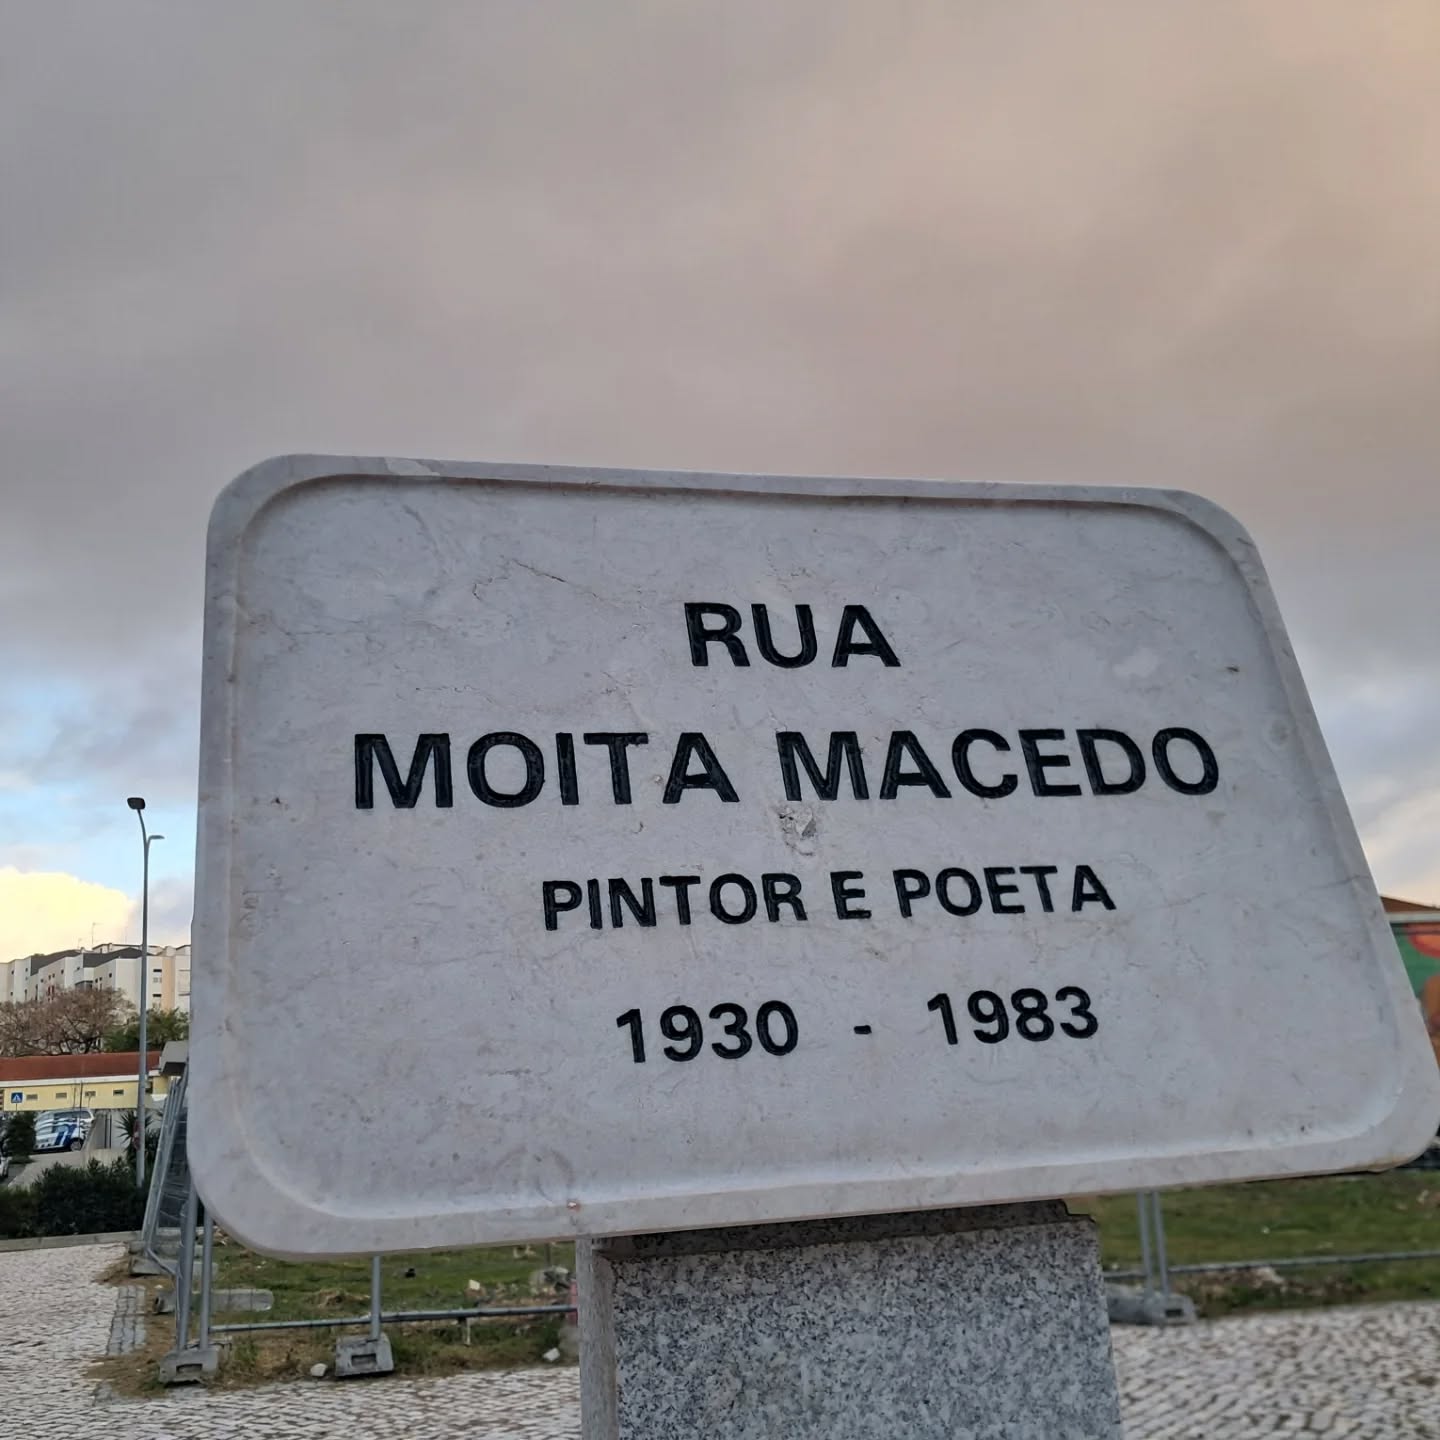 RUA
MOITA MACEDO
PINTOR E POETA
1930 - 1983